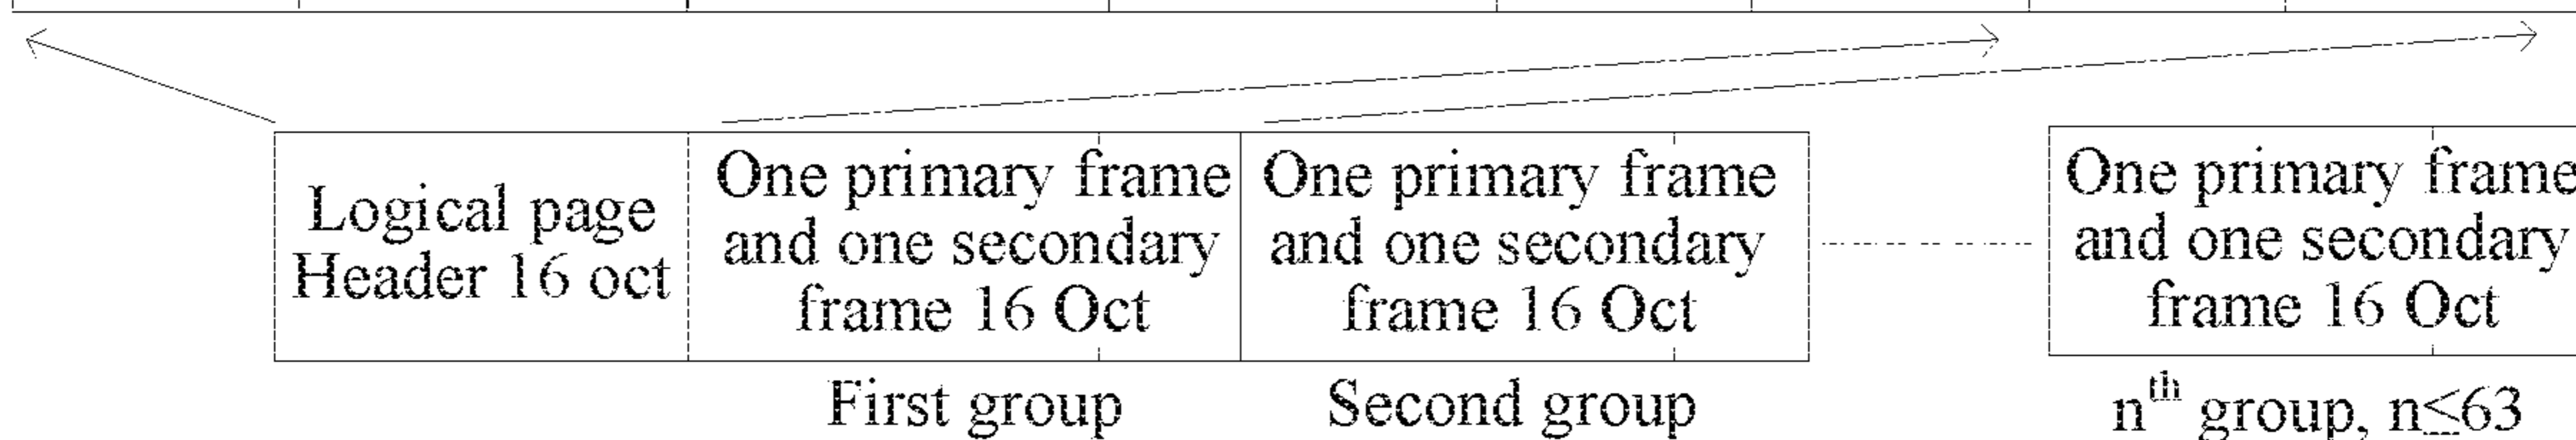 Logical page
Header 16 oct
One primary frame
and one secondary
frame 16 Oct
One primary frame
and one secondary
frame 16 Oct
One primary frame
and one secondary
frame 16 Oct
First group
Second group
nth group, n≤63